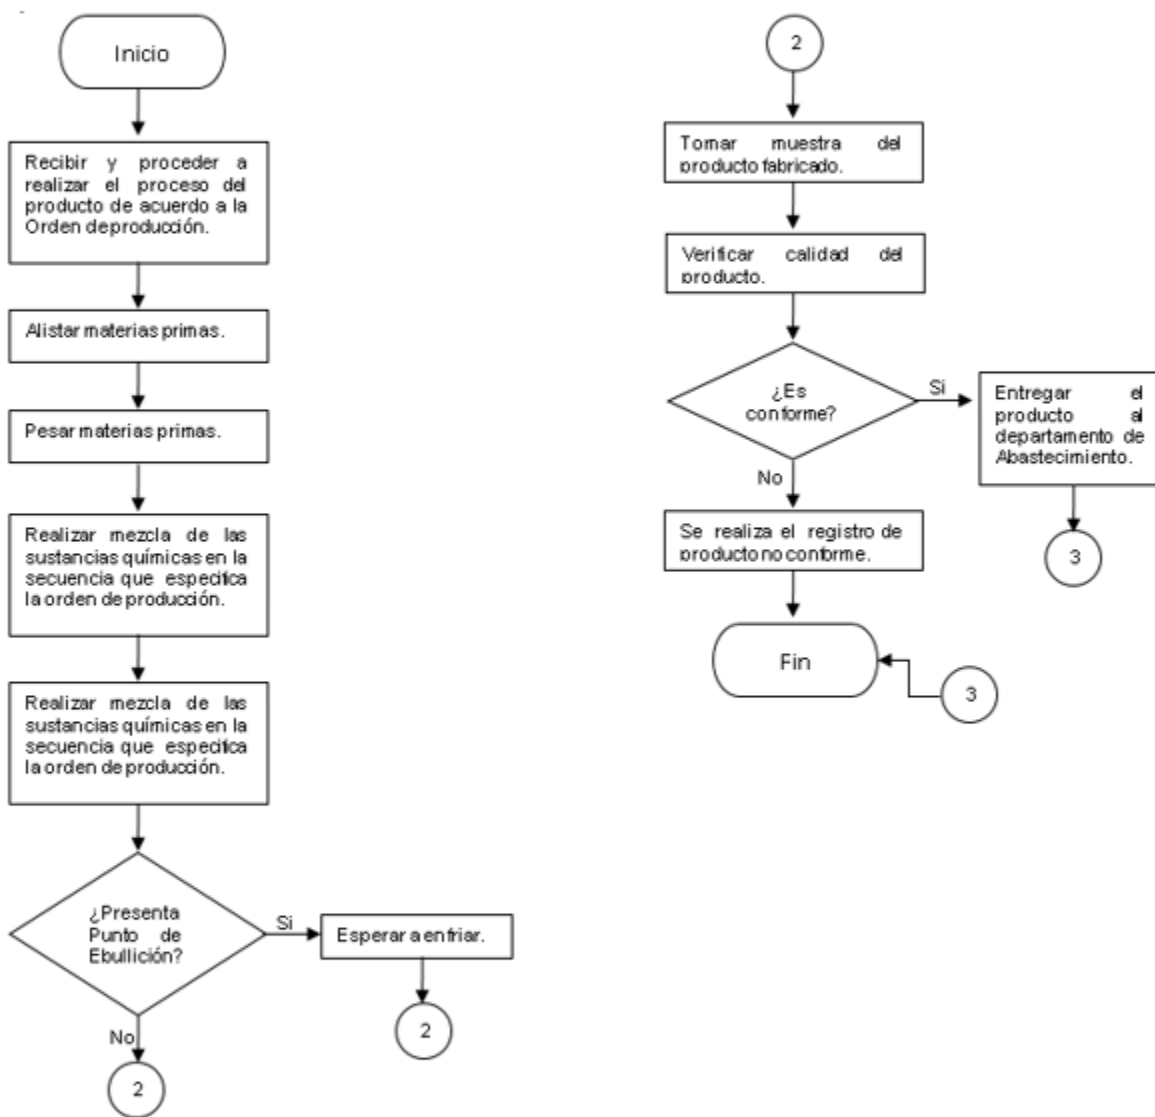 Inicio
Recibir y proceder a
realizar el proceso del
producto de acuerdo a la
Orden de producción.
Alistar materias primas.
Pesar materias primas.
Realizar mezcla de las
sustancias químicas en la
secuencia que especifica
la orden de producción.
Realizar mezcla de las
sustancias químicas en la
secuencia que especifica
la orden de producción.
¿Presenta
Punto de
Ebullición?
Si
Esperar a enfriar.
2
No
2
2
Tomar muestra del
producto fabricado.
Verificar calidad del
producto.
¿Es
conforme?
Si
Entregar el
producto al
departamento de
Abastecimiento.
3
No
Se realiza el registro de
producto no conforme.
Fin
3